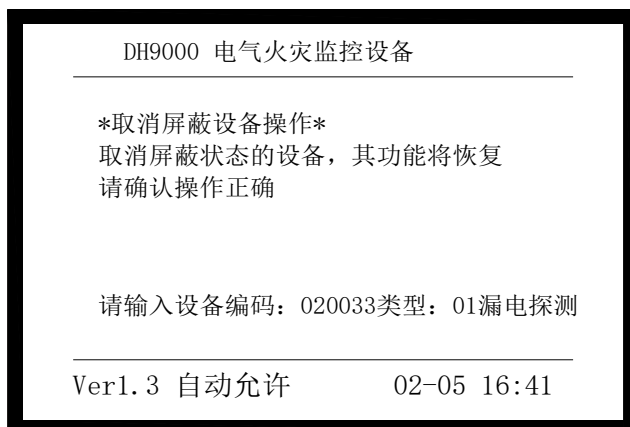 DH9000 电气火灾监控设备
*取消屏蔽设备操作*
取消屏蔽状态的设备，其功能将恢复
请确认操作正确
请输入设备编码：020033类型：01漏电探测
Ver1.3 自动允许 02-05 16:41